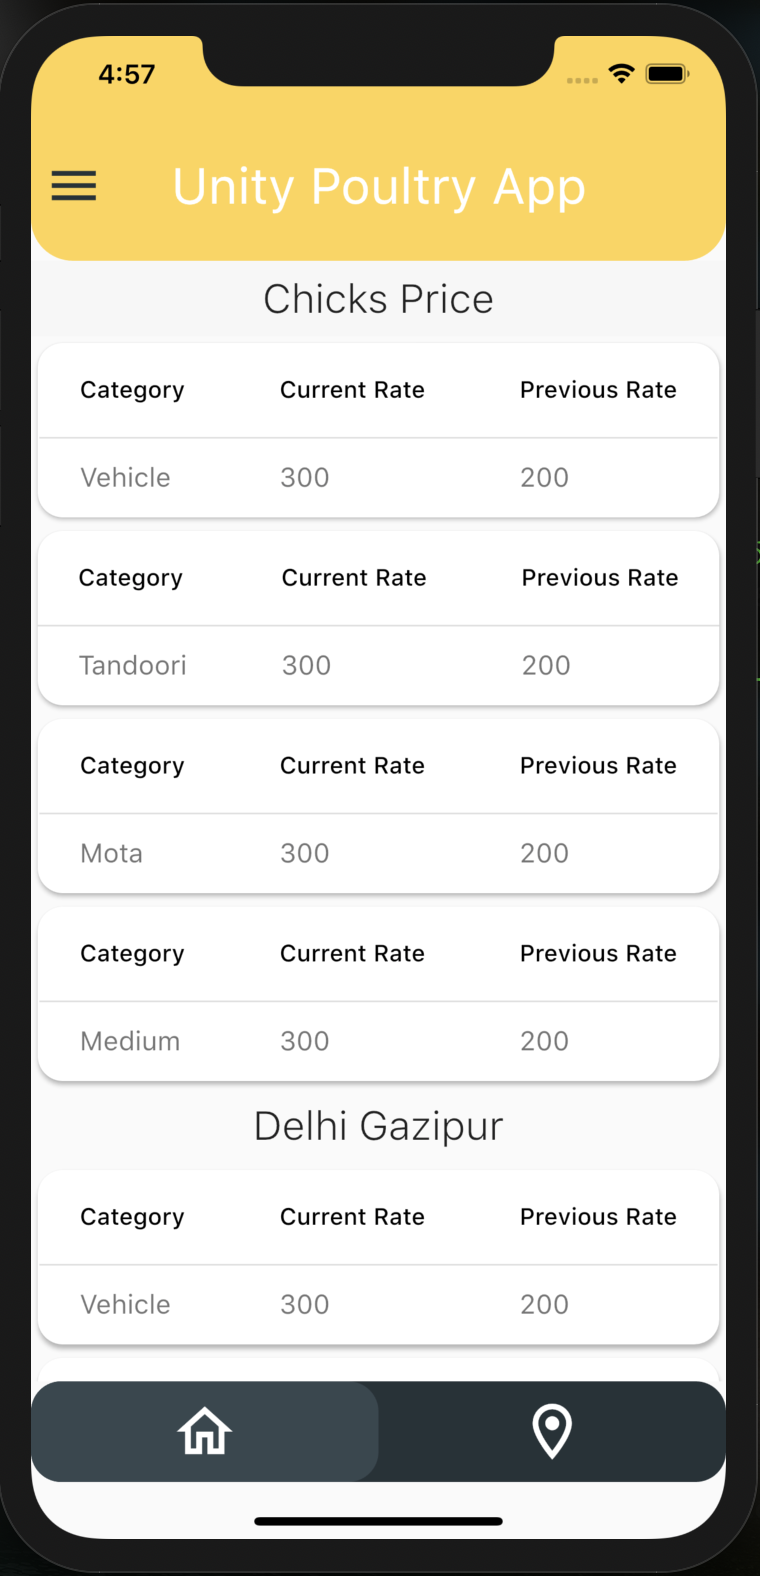 4:57
Unity Poultry App
Chicks Price
Category Current Rate Previous Rate
Vehicle 300 200
Category Current Rate Previous Rate
Tandoori 300 200
Category Current Rate Previous Rate
Mota 300 200
Category Current Rate Previous Rate
Medium 300 200
Delhi Gazipur
Category Current Rate Previous Rate
Vehicle 300 200